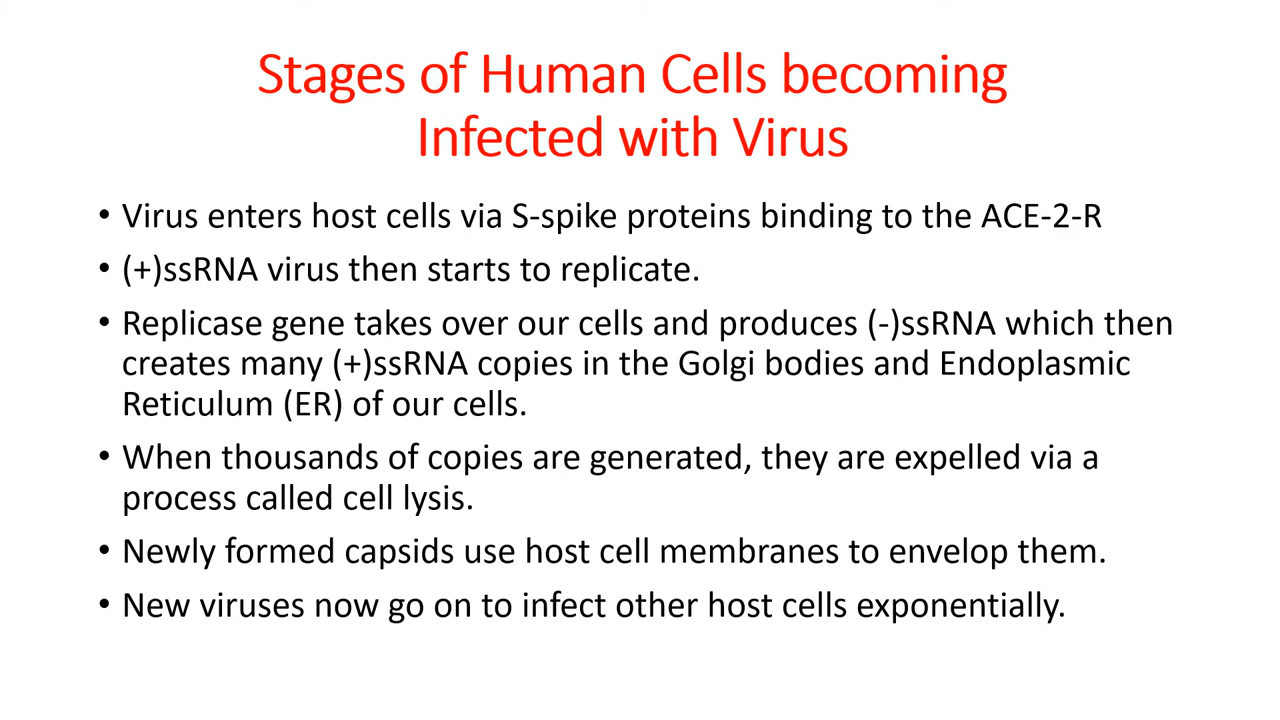 Stages of Human Cells becoming
Infected with Virus
• Virus enters host cells via S-spike proteins binding to the ACE-2-R
• (+)ssRNA virus then starts to replicate.
• Replicase gene takes over our cells and produces (-)ssRNA which then
creates many (+)ssRNA copies in the Golgi bodies and Endoplasmic
Reticulum (ER) of our cells.
• When thousands of copies are generated, they are expelled via a
process called cell lysis.
• Newly formed capsids use host cell membranes to envelop them.
• New viruses now go on to infect other host cells exponentially.